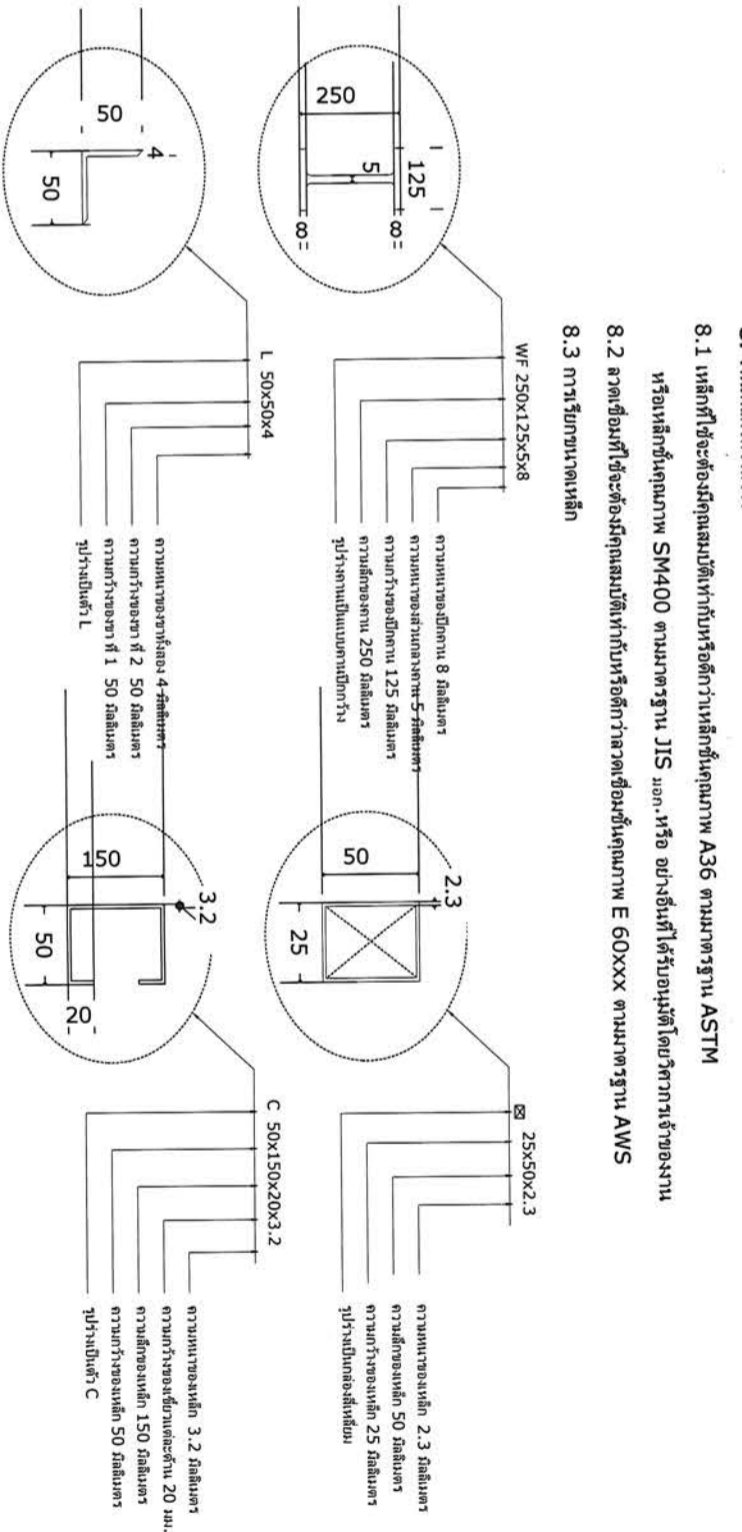 8.1 เหล็กที่ใช้จะต้องมีคุณสมบัติเท่ากับหรือดีกว่าเหล็กชั้นคุณภาพ A36 ตามมาตรฐาน ASTM
หรือเหล็กชั้นคุณภาพ SM400 ตามมาตรฐาน JIS มอก.หรือ อย่างอื่นที่ได้รับอนุมัติโดยวิศวกรเจ้าของงาน
8.2 ลวดเชื่อมที่ใช้จะต้องมีคุณสมบัติเท่ากับหรือดีกว่าลวดเชื่อมชั้นคุณภาพ E 60xxx ตามมาตรฐาน AWS
8.3 การเรียกขนาดเหล็ก
250
125
5
8
8
WF 250x125x5x8
ความหนาของปีกคาน 8 มิลลิเมตร
ความหนาของส่วนกลางคาน 5 มิลลิเมตร
ความกว้างของปีกคาน 125 มิลลิเมตร
ความลึกของคาน 250 มิลลิเมตร
รูปร่างคานเป็นแบบคานปีกกว้าง
2.3
50
25
25x50x2.3
ความหนาของเหล็ก 2.3 มิลลิเมตร
ความลึกของเหล็ก 50 มิลลิเมตร
ความกว้างของเหล็ก 25 มิลลิเมตร
รูปร่างเป็นกล่องสี่เหลี่ยม
50
4
50
L 50x50x4
ความหนาของขาทั้งสอง 4 มิลลิเมตร
ความกว้างของขา ที่ 2 50 มิลลิเมตร
ความกว้างของขา ที่ 1 50 มิลลิเมตร
รูปร่างเป็นตัว L
3.2
150
50
20
C 50x150x20x3.2
ความหนาของเหล็ก 3.2 มิลลิเมตร
ความกว้างของเขี้ยวแต่ละด้าน 20 มม.
ความลึกของเหล็ก 150 มิลลิเมตร
ความกว้างของเหล็ก 50 มิลลิเมตร
รูปร่างเป็นตัว C